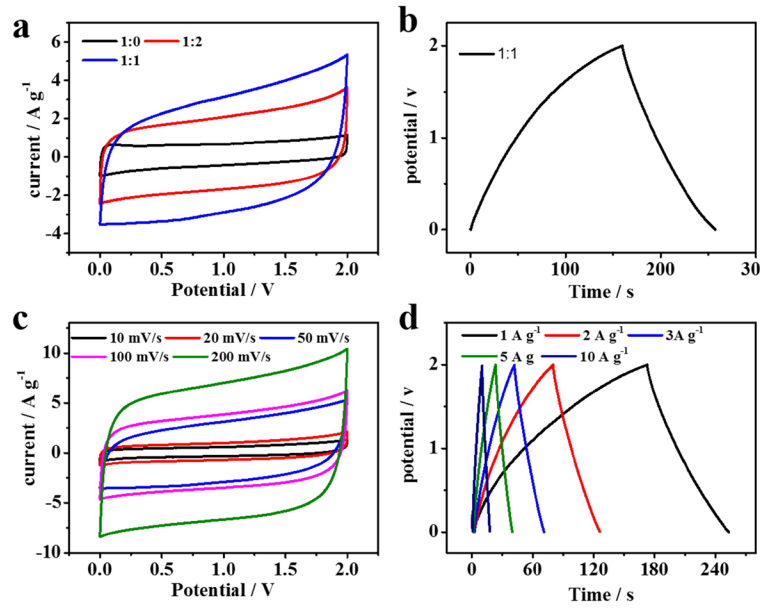 a
1:0 1:2
1:1
6
4
2
0
-2
-4
current / A g-1
0.0 0.5 1.0 1.5 2.0
Potential / V
b
1:1
2
1
0
potential / v
0 100 200 30
Time / s
c
10 mV/s 20 mV/s 50 mV/s
100 mV/s 200 mV/s
10
5
0
-5
-10
current / A g-1
0.0 0.5 1.0 1.5 2.0
Potential / V
d
1 A g-1 2 A g-1 3A g-1
5 A g 10 A g-1
2
1
0
potential / v
0 60 120 180 240
Time / s